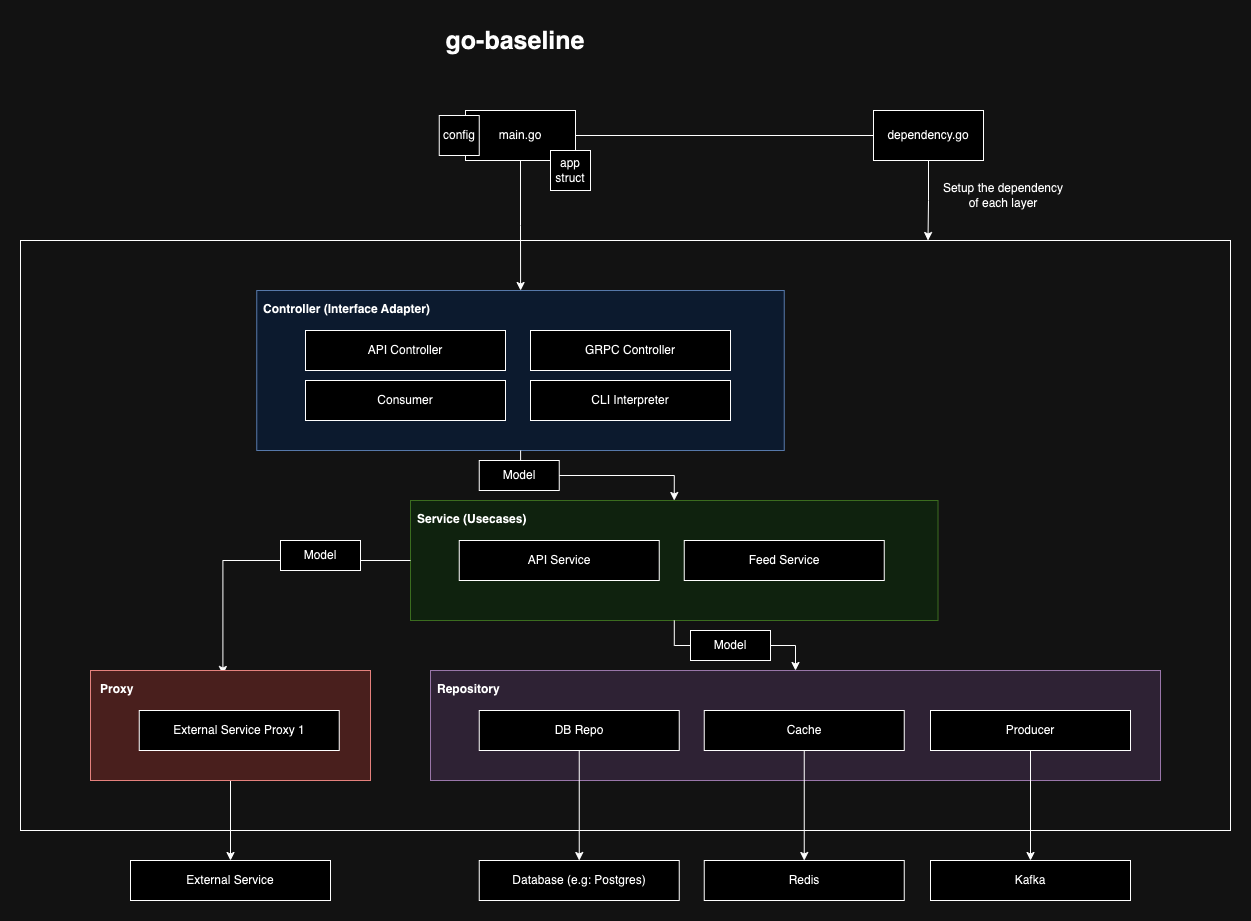 go-baseline
config
main.go
app
struct
dependency.go
Setup the dependency
of each layer
Controller (Interface Adapter)
API Controller
GRPC Controller
Consumer
CLI Interpreter
Model
Service (Usecases)
API Service
Feed Service
Model
Model
Proxy
External Service Proxy 1
Repository
DB Repo
Cache
Producer
External Service
Database (e.g: Postgres)
Redis
Kafka